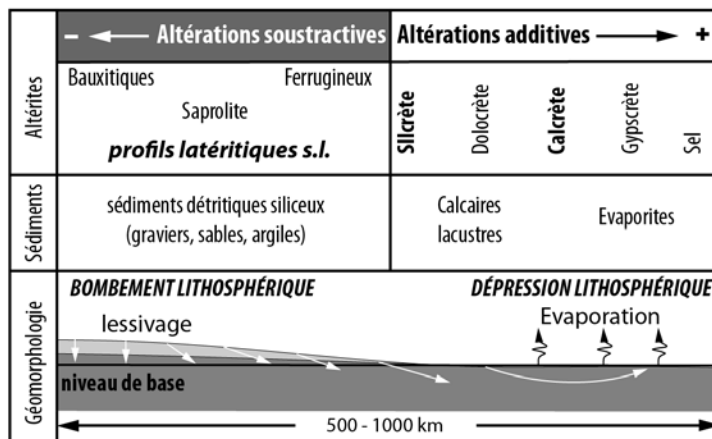 - Altérations soustractives
Altérations additives +
Altérites
Bauxitiques
Ferrugineux
Saprolite
profils latéritiques s.l.
Silcrète
Dolocrète
Calcrète
Gypscrète
Sel
Sédiments
sédiments détritiques siliceux
(graviers, sables, argiles)
Calcaires
lacustres
Evaporites
Géomorphologie
BOMBEMENT LITHOSPHÉRIQUE
DÉPRESSION LITHOSPHÉRIQUE
lessivage
Evaporation
niveau de base
500 - 1000 km